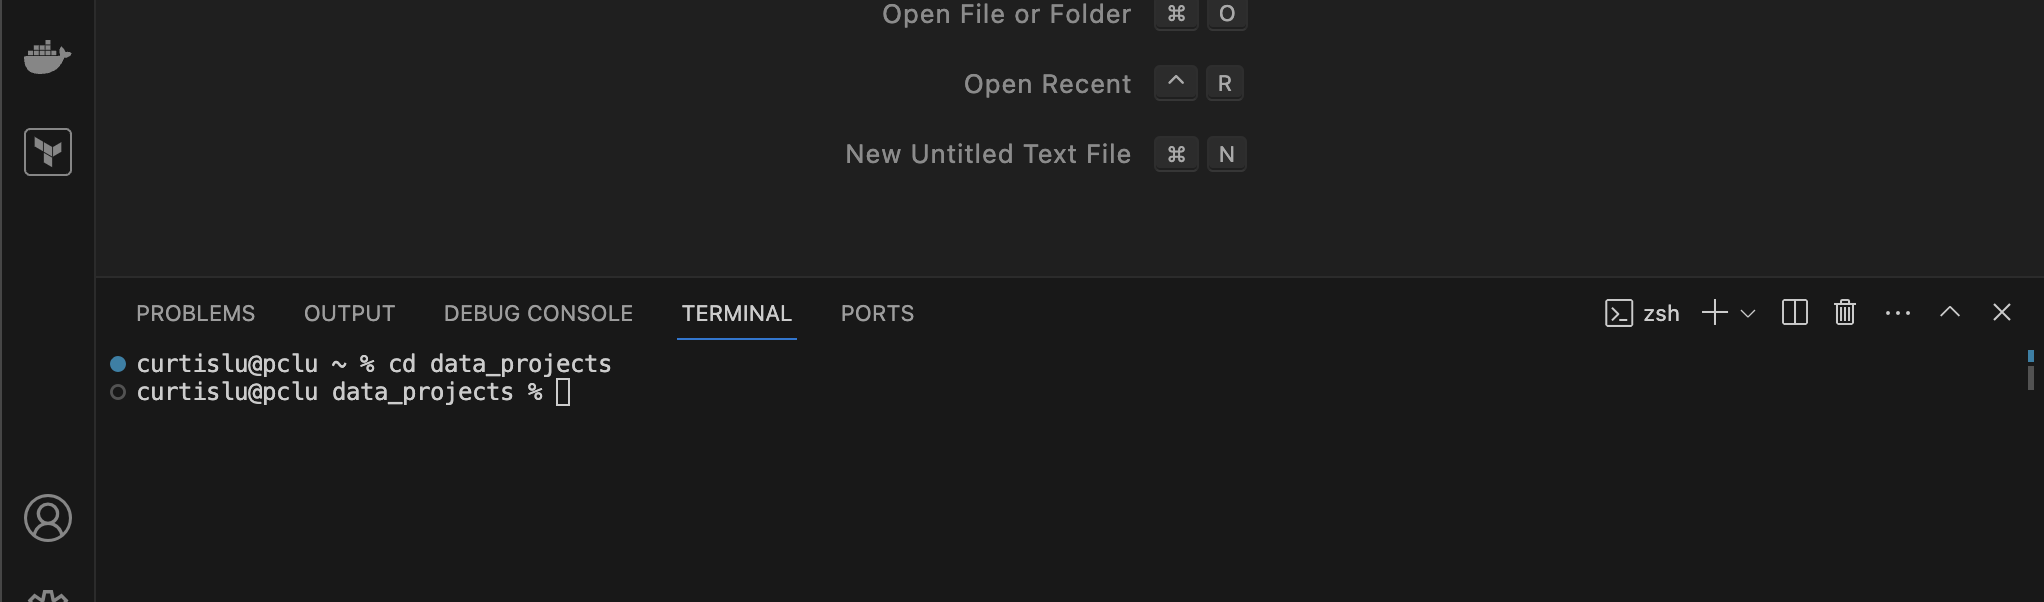 Open File or Folder ⌘ O
Open Recent ^ R
New Untitled Text File ⌘ N
PROBLEMS OUTPUT DEBUG CONSOLE TERMINAL PORTS zsh
curtislu@pclu ~ % cd data_projects
curtislu@pclu data_projects %